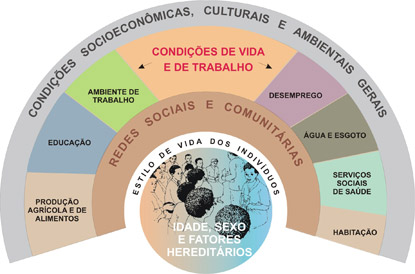 CONDIÇÕES SOCIOECONÔMICAS, CULTURAIS E AMBIENTAIS GERAIS
CONDIÇÕES DE VIDA
E DE TRABALHO
AMBIENTE DE
TRABALHO
DESEMPREGO
REDES SOCIAIS E COMUNITÁRIAS
EDUCAÇÃO
ÁGUA E ESGOTO
ESTILO DE VIDA DOS INDIVÍDUOS
SERVIÇOS
SOCIAIS
DE SAÚDE
PRODUÇÃO
AGRÍCOLA E DE
ALIMENTOS
HABITAÇÃO
IDADE, SEXO
E FATORES
HEREDITÁRIOS